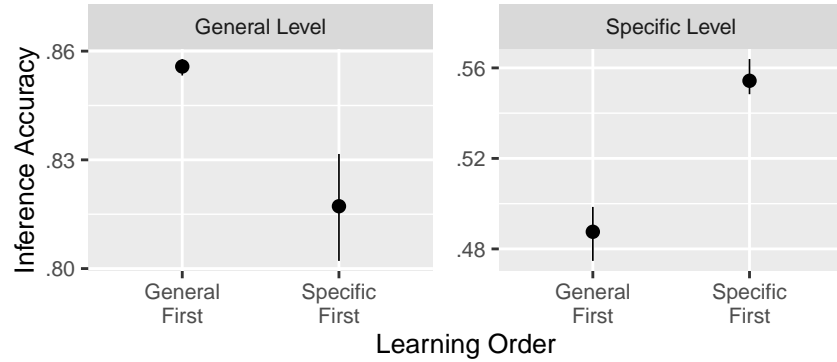 General Level
Specific Level
Inference Accuracy
.86
.83
.80
.56
.52
.48
General
First
Specific
First
General
First
Specific
First
Learning Order